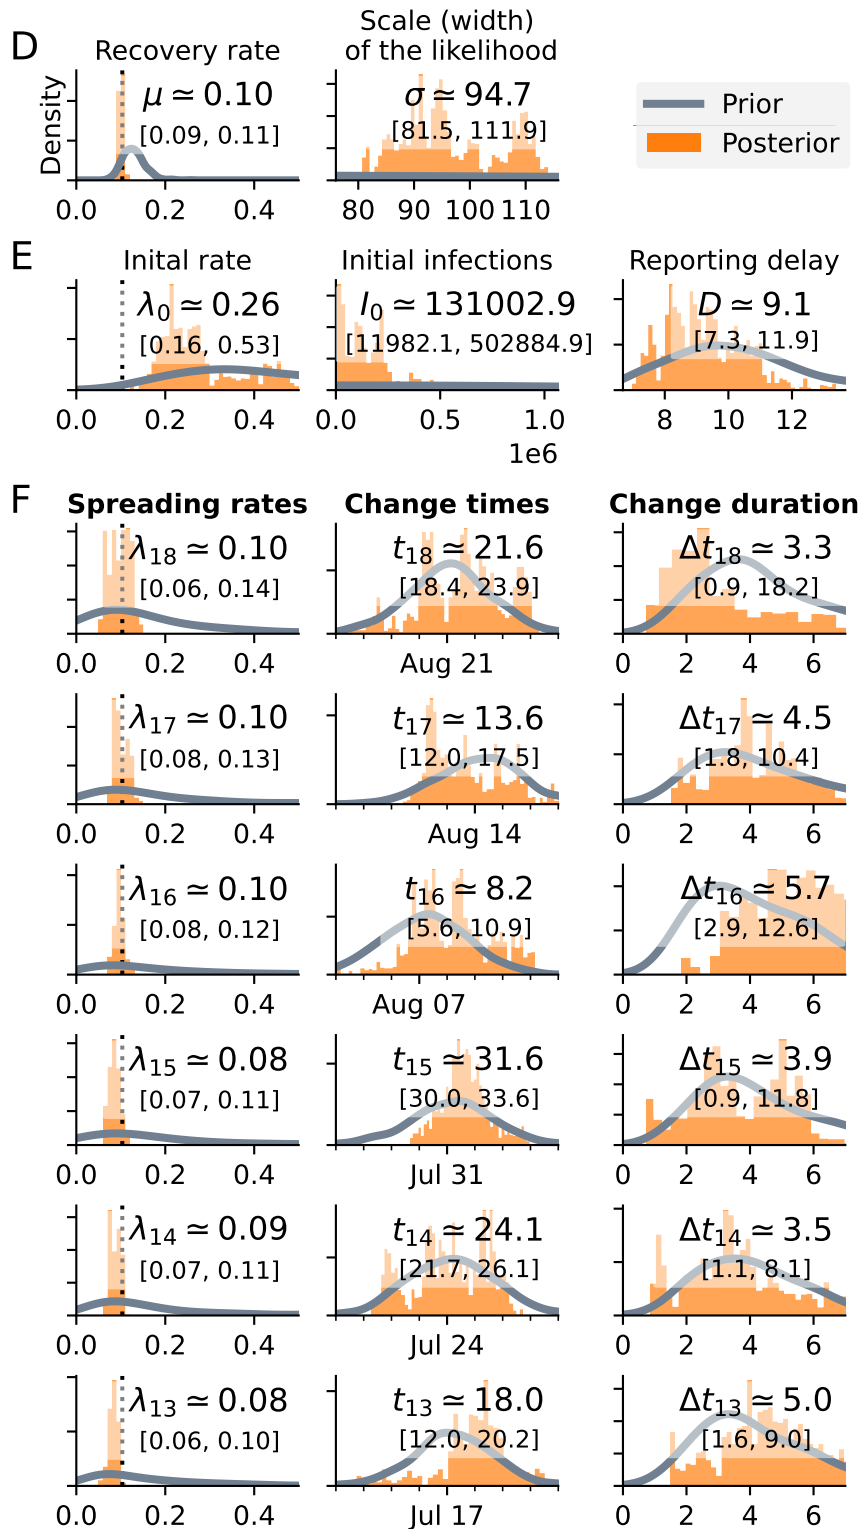 D
Recovery rate
Scale (width)
of the likelihood
Density
μ ≃ 0.10
[0.09, 0.11]
0.0 0.2 0.4
σ ≃ 94.7
[81.5, 111.9]
80 90 100 110
Prior
Posterior
E
Inital rate
λ0 ≃ 0.26
[0.16, 0.53]
0.0 0.2 0.4
Initial infections
I0 ≃ 131002.9
[11982.1, 502884.9]
0.0 0.5 1.0
1e6
Reporting delay
D ≃ 9.1
[7.3, 11.9]
8 10 12
F
Spreading rates Change times Change duration
λ18 ≃ 0.10
[0.06, 0.14]
0.0 0.2 0.4
t18 ≃ 21.6
[18.4, 23.9]
Aug 21
Δt18 ≃ 3.3
[0.9, 18.2]
0 2 4 6
λ17 ≃ 0.10
[0.08, 0.13]
0.0 0.2 0.4
t17 ≃ 13.6
[12.0, 17.5]
Aug 14
Δt17 ≃ 4.5
[1.8, 10.4]
0 2 4 6
λ16 ≃ 0.10
[0.08, 0.12]
0.0 0.2 0.4
t16 ≃ 8.2
[5.6, 10.9]
Aug 07
Δt16 ≃ 5.7
[2.9, 12.6]
0 2 4 6
λ15 ≃ 0.08
[0.07, 0.11]
0.0 0.2 0.4
t15 ≃ 31.6
[30.0, 33.6]
Jul 31
Δt15 ≃ 3.9
[0.9, 11.8]
0 2 4 6
λ14 ≃ 0.09
[0.07, 0.11]
0.0 0.2 0.4
t14 ≃ 24.1
[21.7, 26.1]
Jul 24
Δt14 ≃ 3.5
[1.1, 8.1]
0 2 4 6
λ13 ≃ 0.08
[0.06, 0.10]
0.0 0.2 0.4
t13 ≃ 18.0
[12.0, 20.2]
Jul 17
Δt13 ≃ 5.0
[1.6, 9.0]
0 2 4 6